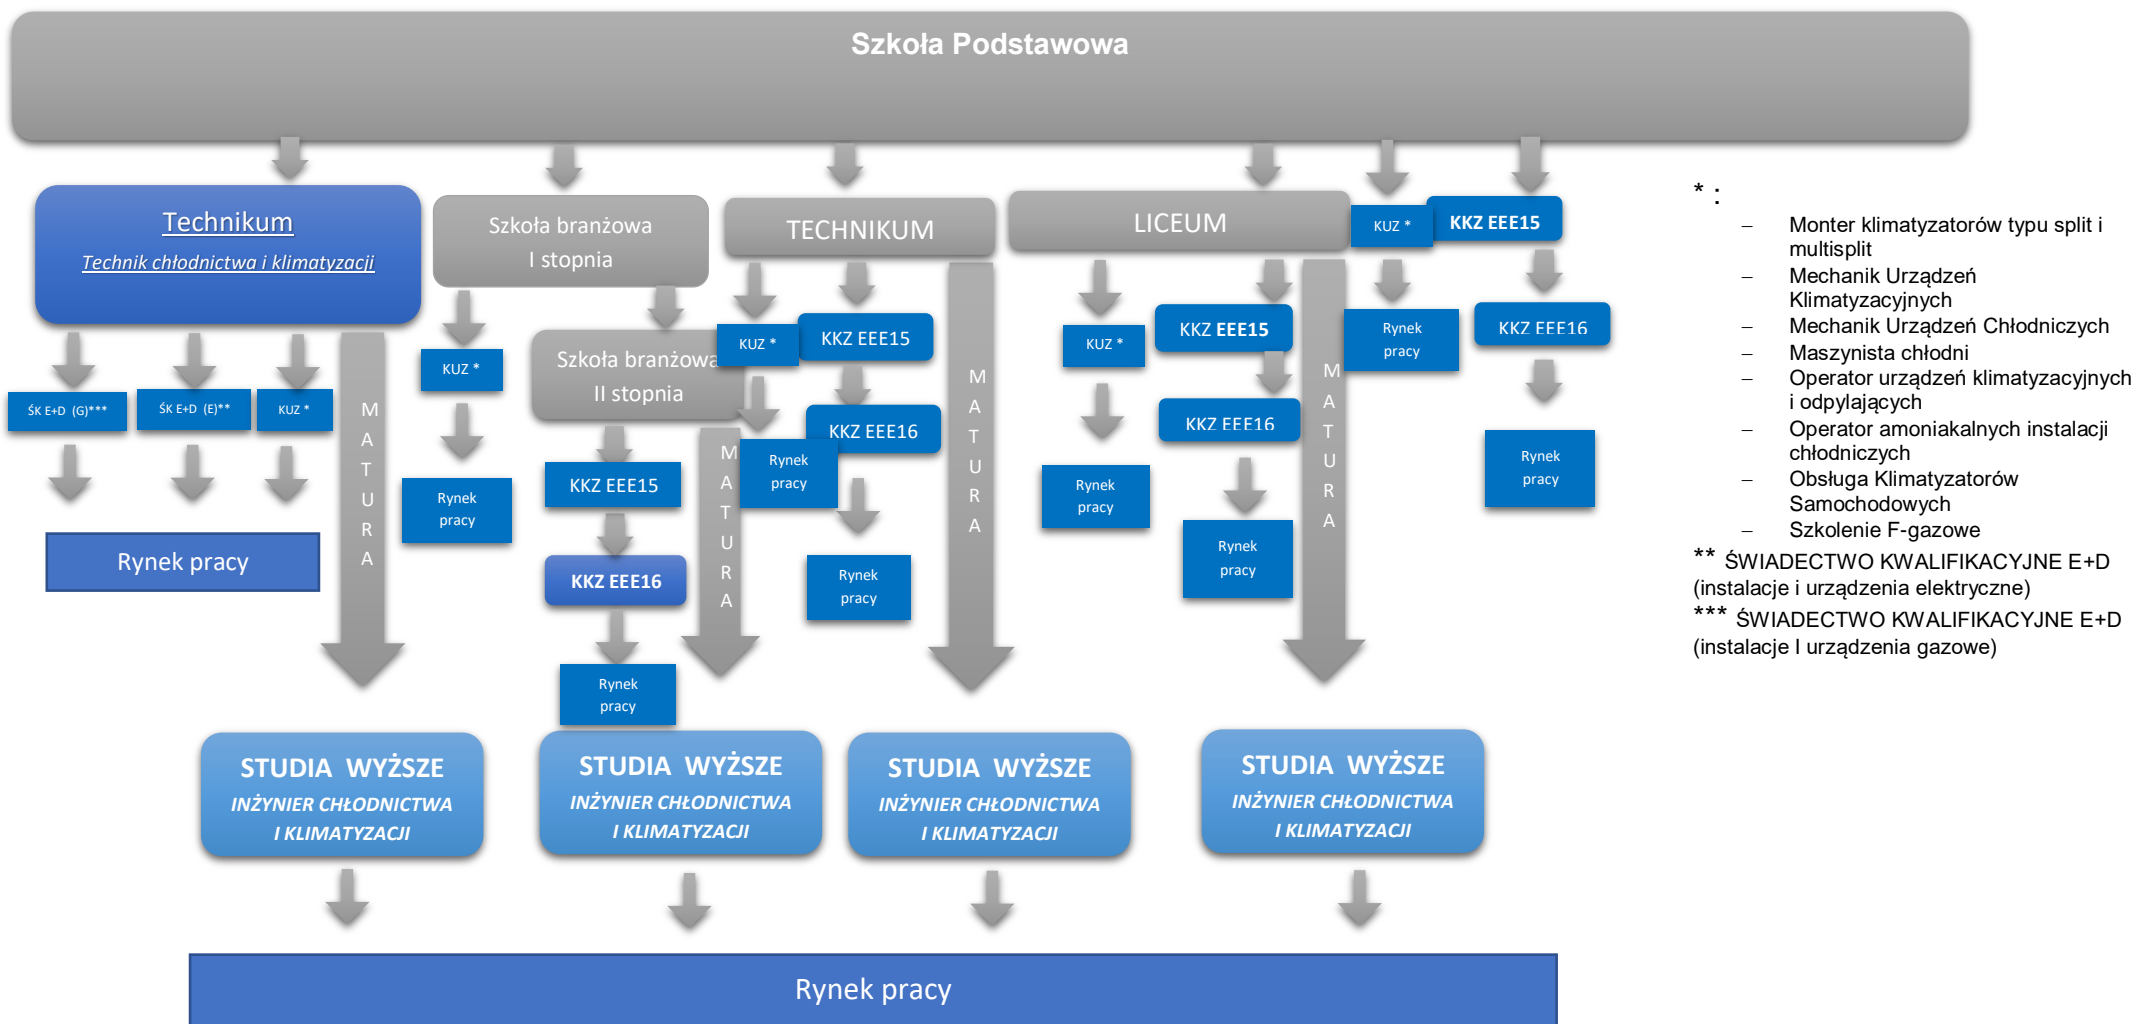 Szkoła Podstawowa
Technikum
Technik chłodnictwa i klimatyzacji
Szkoła branżowa
I stopnia
TECHNIKUM
LICEUM
KUZ *
KKZ EEE15
ŚK E+D (G)***
ŚK E+D (E)**
KUZ *
MATURA
Rynek pracy
KUZ *
Rynek
pracy
Szkoła branżowa
II stopnia
KKZ EEE15
KKZ EEE16
Rynek
pracy
MATURA
KUZ *
Rynek
pracy
KKZ EEE15
KKZ EEE16
Rynek
pracy
MATURA
KUZ *
Rynek
pracy
KKZ EEE15
KKZ EEE16
Rynek
pracy
MATURA
Rynek
pracy
KKZ EEE16
Rynek
pracy
STUDIA WYŻSZE
INŻYNIER CHŁODNICTWA
I KLIMATYZACJI
STUDIA WYŻSZE
INŻYNIER CHŁODNICTWA
I KLIMATYZACJI
STUDIA WYŻSZE
INŻYNIER CHŁODNICTWA
I KLIMATYZACJI
STUDIA WYŻSZE
INŻYNIER CHŁODNICTWA
I KLIMATYZACJI
Rynek pracy
* :
– Monter klimatyzatorów typu split i
multisplit
– Mechanik Urządzeń
Klimatyzacyjnych
– Mechanik Urządzeń Chłodniczych
– Maszynista chłodni
– Operator urządzeń klimatyzacyjnych
i odpylających
– Operator amoniakalnych instalacji
chłodniczych
– Obsługa Klimatyzatorów
Samochodowych
– Szkolenie F-gazowe
** ŚWIADECTWO KWALIFIKACYJNE E+D
(instalacje i urządzenia elektryczne)
*** ŚWIADECTWO KWALIFIKACYJNE E+D
(instalacje I urządzenia gazowe)